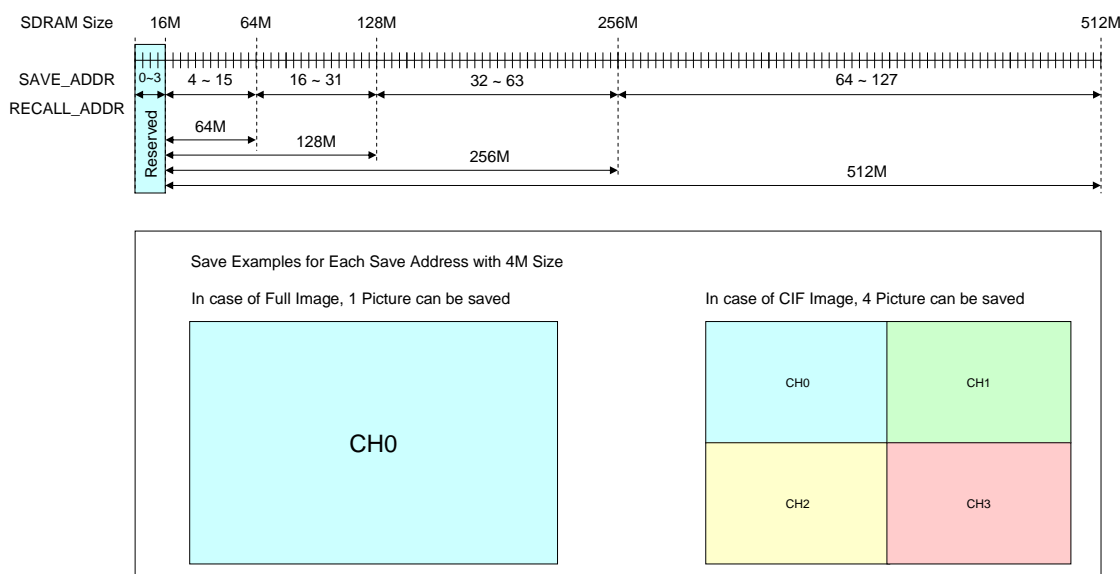 SDRAM Size 16M 64M 128M 256M 512M
SAVE_ADDR 0~3 4 ~ 15 16 ~ 31 32 ~ 63 64 ~ 127
RECALL_ADDR
Reserved
64M
128M
256M
512M
Save Examples for Each Save Address with 4M Size
In case of Full Image, 1 Picture can be saved
In case of CIF Image, 4 Picture can be saved
CH0
CH0 CH1
CH2 CH3